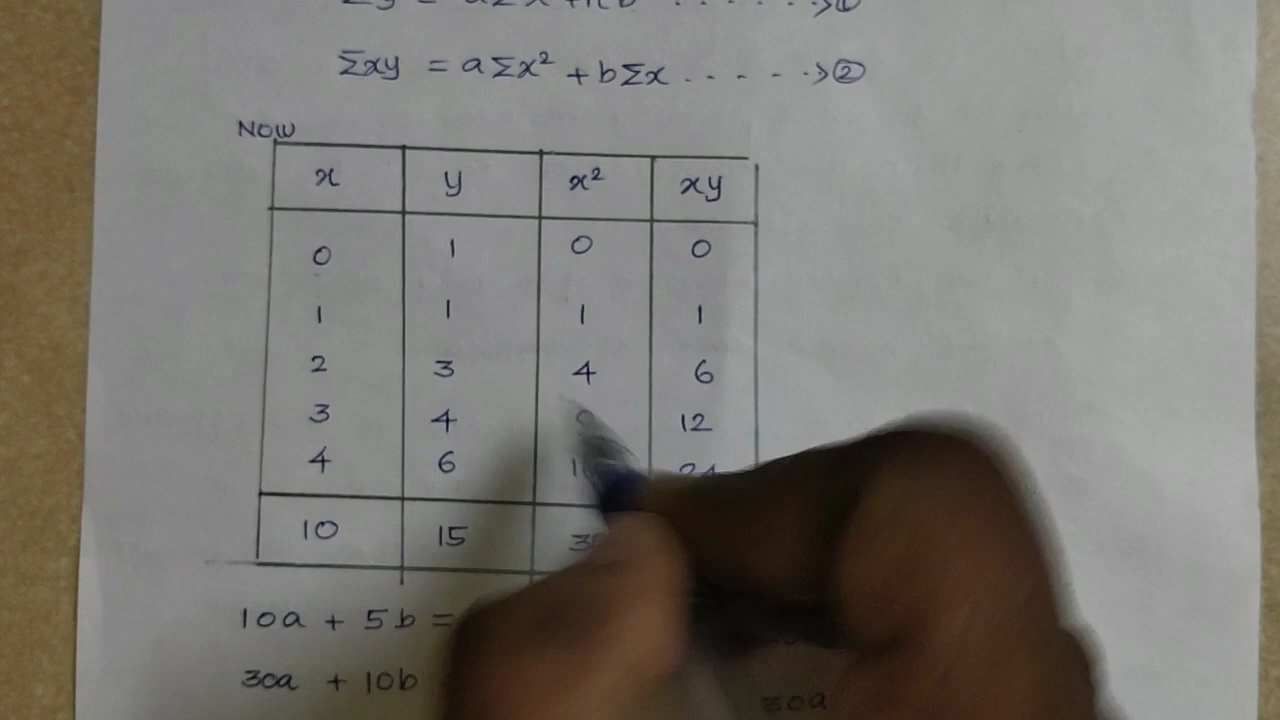 Σxy = aΣx² + bΣx . . - - . .> ②
NOW
x y x² xy
0 1 0 0
1 1 1 1
2 3 4 6
3 4 12
4 6
10 15
10a + 5b =
30a + 10b
30a